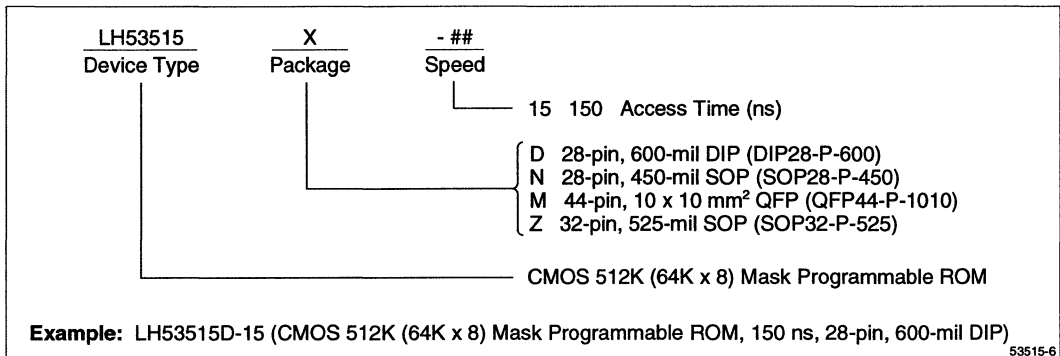 LH53515 X - ##
Device Type Package Speed
15 150 Access Time (ns)
D 28-pin, 600-mil DIP (DIP28-P-600)
N 28-pin, 450-mil SOP (SOP28-P-450)
M 44-pin, 10 x 10 mm² QFP (QFP44-P-1010)
Z 32-pin, 525-mil SOP (SOP32-P-525)
CMOS 512K (64K x 8) Mask Programmable ROM
Example: LH53515D-15 (CMOS 512K (64K x 8) Mask Programmable ROM, 150 ns, 28-pin, 600-mil DIP)
53515-6